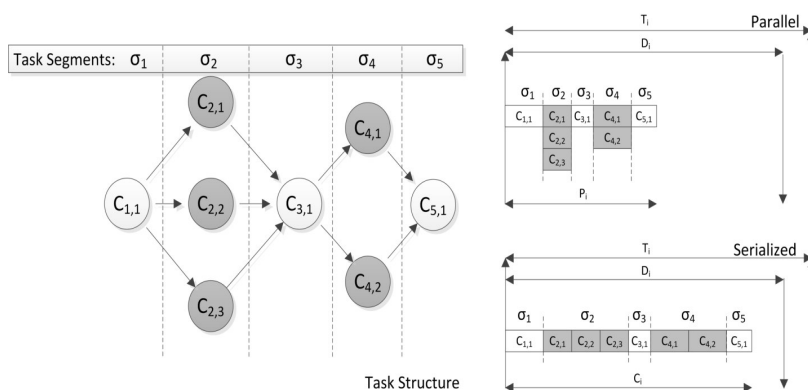 Task Segments: σ1 σ2 σ3 σ4 σ5
C2,1
C4,1
C1,1 C2,2 C3,1 C5,1
C2,3
C4,2
Task Structure
Ti Parallel
Di
σ1 σ2 σ3 σ4 σ5
C1,1 C2,1 C3,1 C4,1 C5,1
C2,2 C4,2
C2,3
Pi
Ti Serialized
Di
σ1 σ2 σ3 σ4 σ5
C1,1 C2,1 C2,2 C2,3 C3,1 C4,1 C4,2 C5,1
Ci